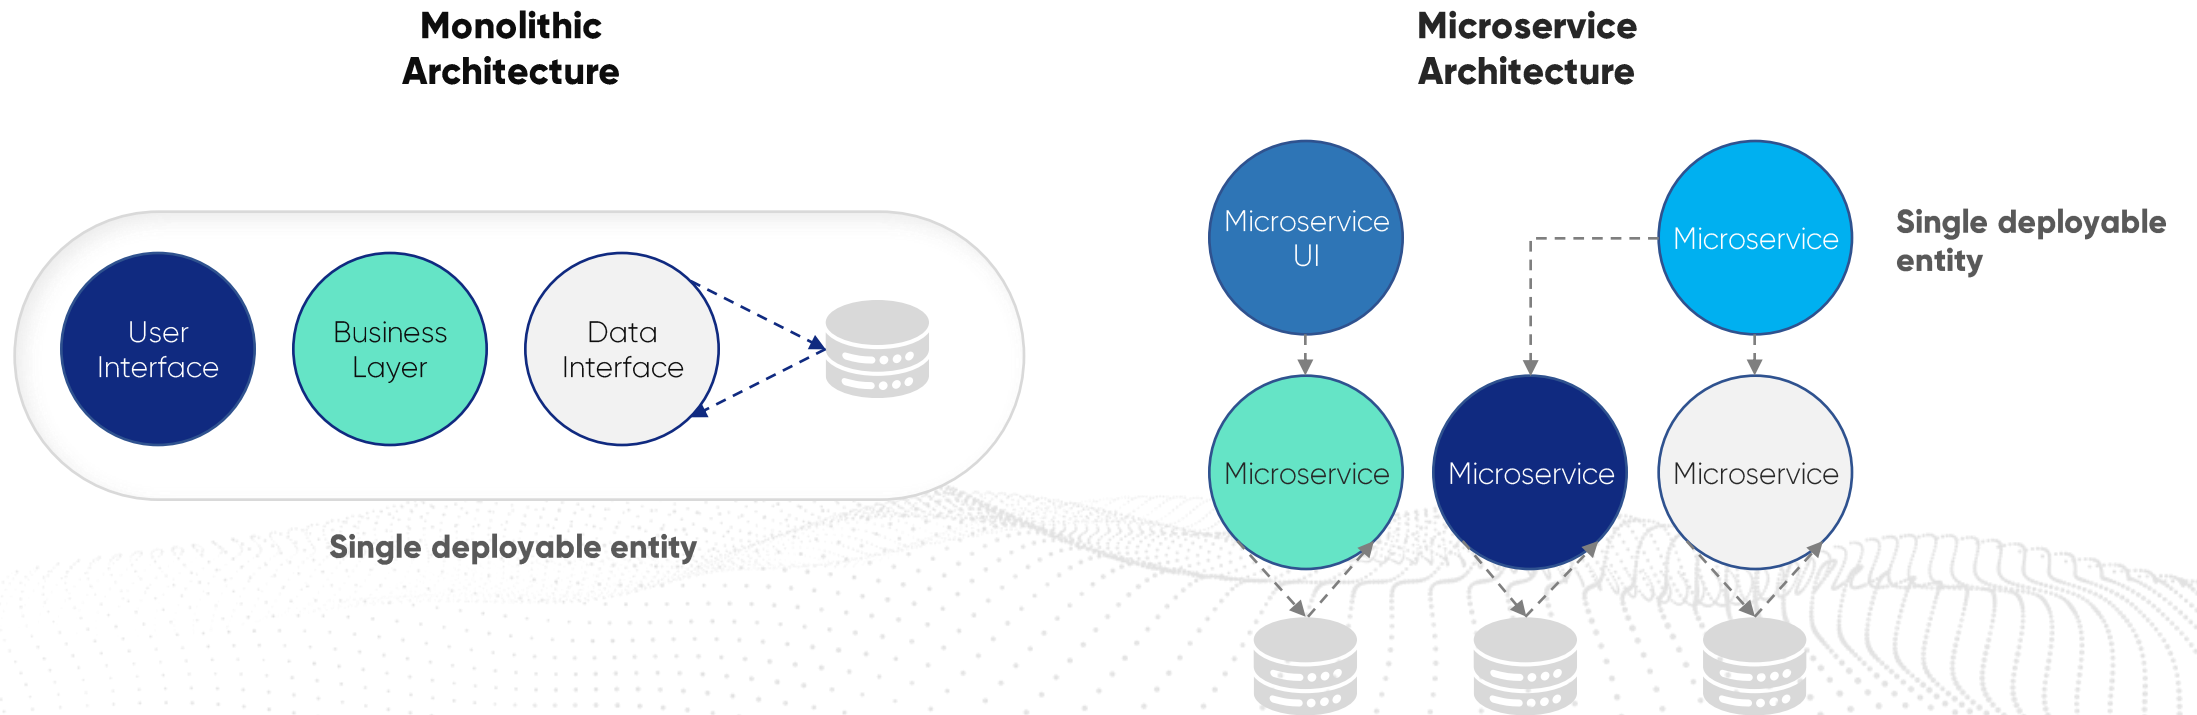 Monolithic
Architecture
User
Interface
Business
Layer
Data
Interface
Single deployable entity
Microservice
Architecture
Microservice
UI
Microservice
Single deployable
entity
Microservice
Microservice
Microservice